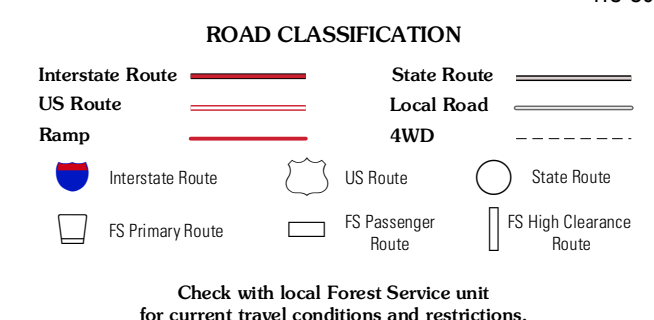 ROAD CLASSIFICATION
Interstate Route
State Route
US Route
Local Road
Ramp
4WD
Interstate Route
US Route
State Route
FS Primary Route
FS Passenger
Route
FS High Clearance
Route
Check with local Forest Service unit
for current travel conditions and restrictions.